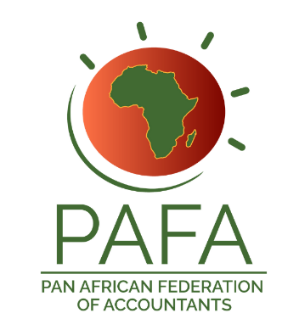 PAFA
PAN AFRICAN FEDERATION
OF ACCOUNTANTS